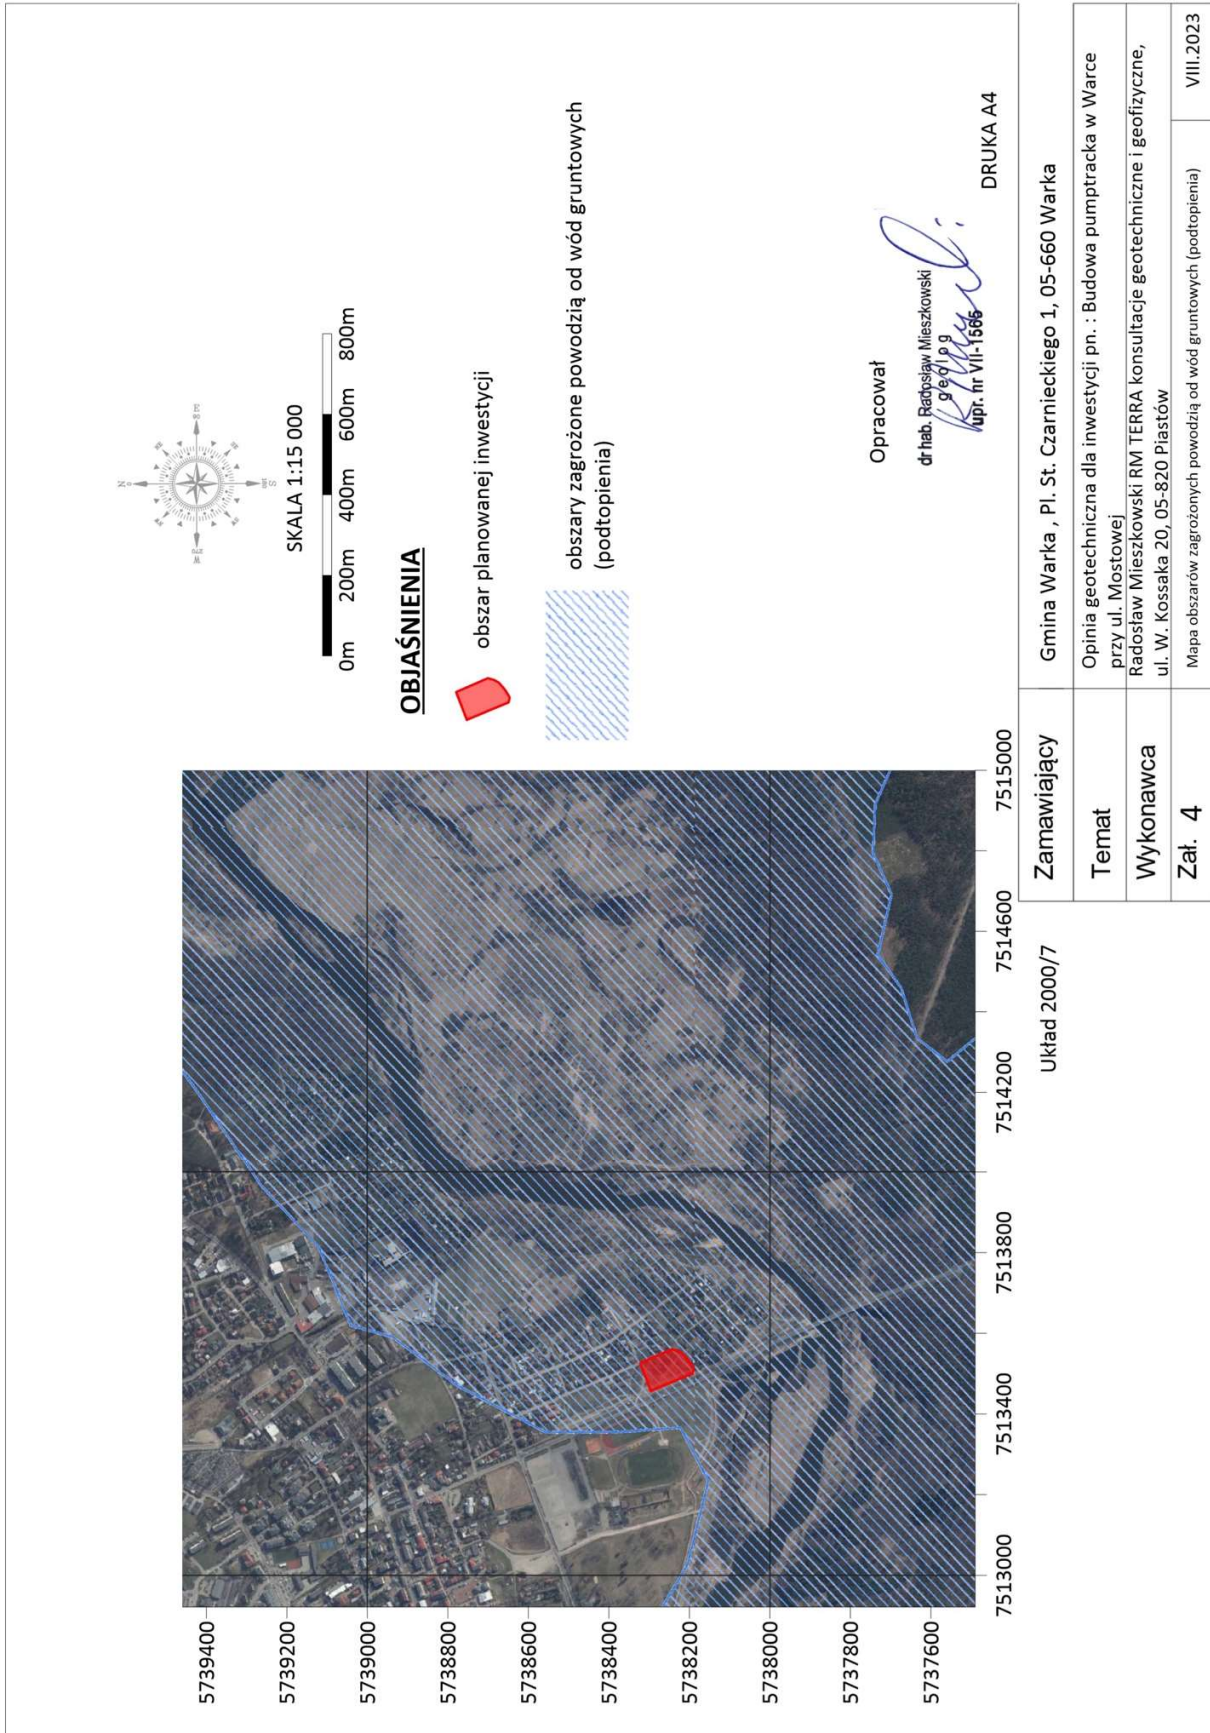 SKALA 1:15 000
0m 200m 400m 600m 800m
OBJAŚNIENIA
obszar planowanej inwestycji
obszary zagrożone powodzią od wód gruntowych
(podtopienia)
5739400
5739200
5739000
5738800
5738600
5738400
5738200
5738000
5737800
5737600
7513000 7513400 7513800 7514200 7514600 7515000
Układ 2000/7
Opracował
dr hab. Radosław Mieszkowski
geolog
upr. nr VII-1565
DRUKA A4
Zamawiający Gmina Warka , Pl. St. Czarnieckiego 1, 05-660 Warka
Temat Opinia geotechniczna dla inwestycji pn. : Budowa pumptracka w Warce
przy ul. Mostowej
Wykonawca Radosław Mieszkowski RM TERRA konsultacje geotechniczne i geofizyczne,
ul. W. Kossaka 20, 05-820 Piastów
Zał. 4 Mapa obszarów zagrożonych powodzią od wód gruntowych (podtopienia) VIII.2023